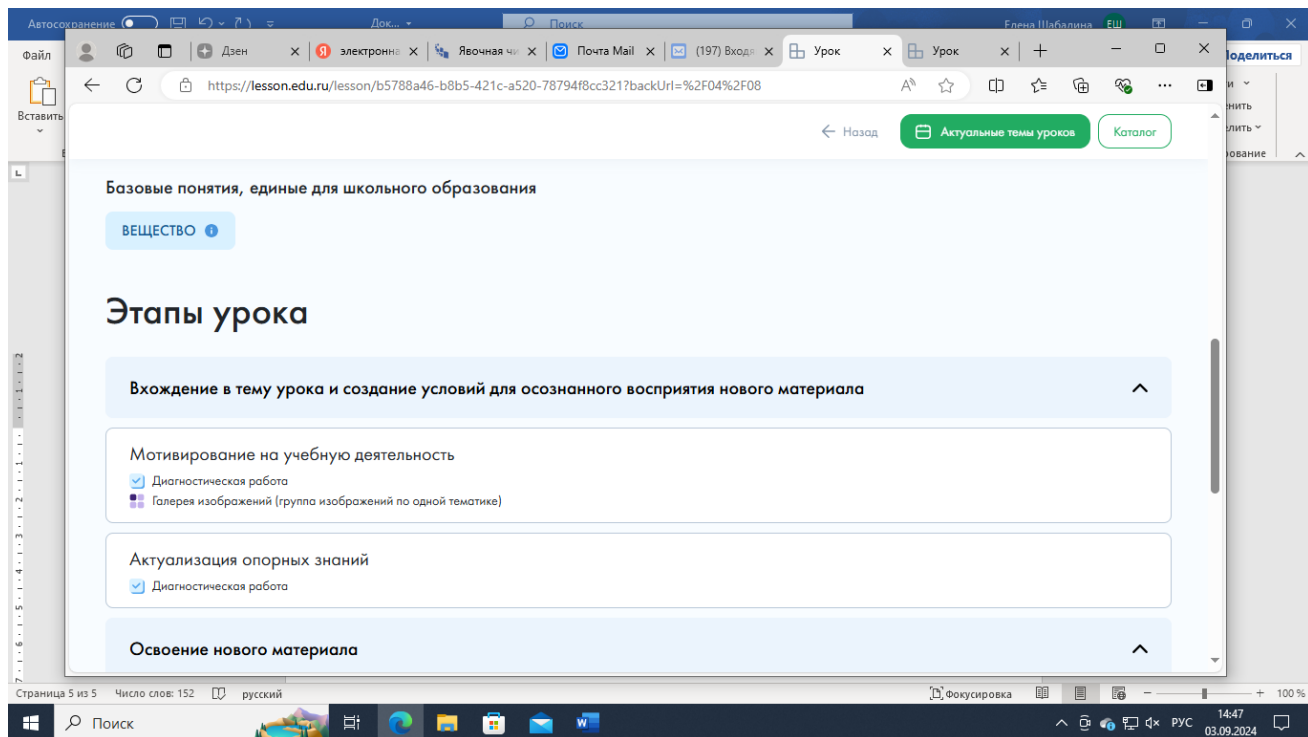 Автосохранение Док... Поиск Елена Шабалина ЕШ
Файл Дзен электронна Явочная чи Почта Mail (197) Входя Урок Урок Поделиться
https://lesson.edu.ru/lesson/b5788a46-b8b5-421c-a520-78794f8cc321?backUrl=%2F04%2F08
Вставить
Назад Актуальные темы уроков Каталог
Базовые понятия, единые для школьного образования
ВЕЩЕСТВО
Этапы урока
Вхождение в тему урока и создание условий для осознанного восприятия нового материала
Мотивирование на учебную деятельность
Диагностическая работа
Галерея изображений (группа изображений по одной тематике)
Актуализация опорных знаний
Диагностическая работа
Освоение нового материала
Страница 5 из 5 Число слов: 152 русский Фокусировка 100 %
Поиск РУС 14:47
03.09.2024